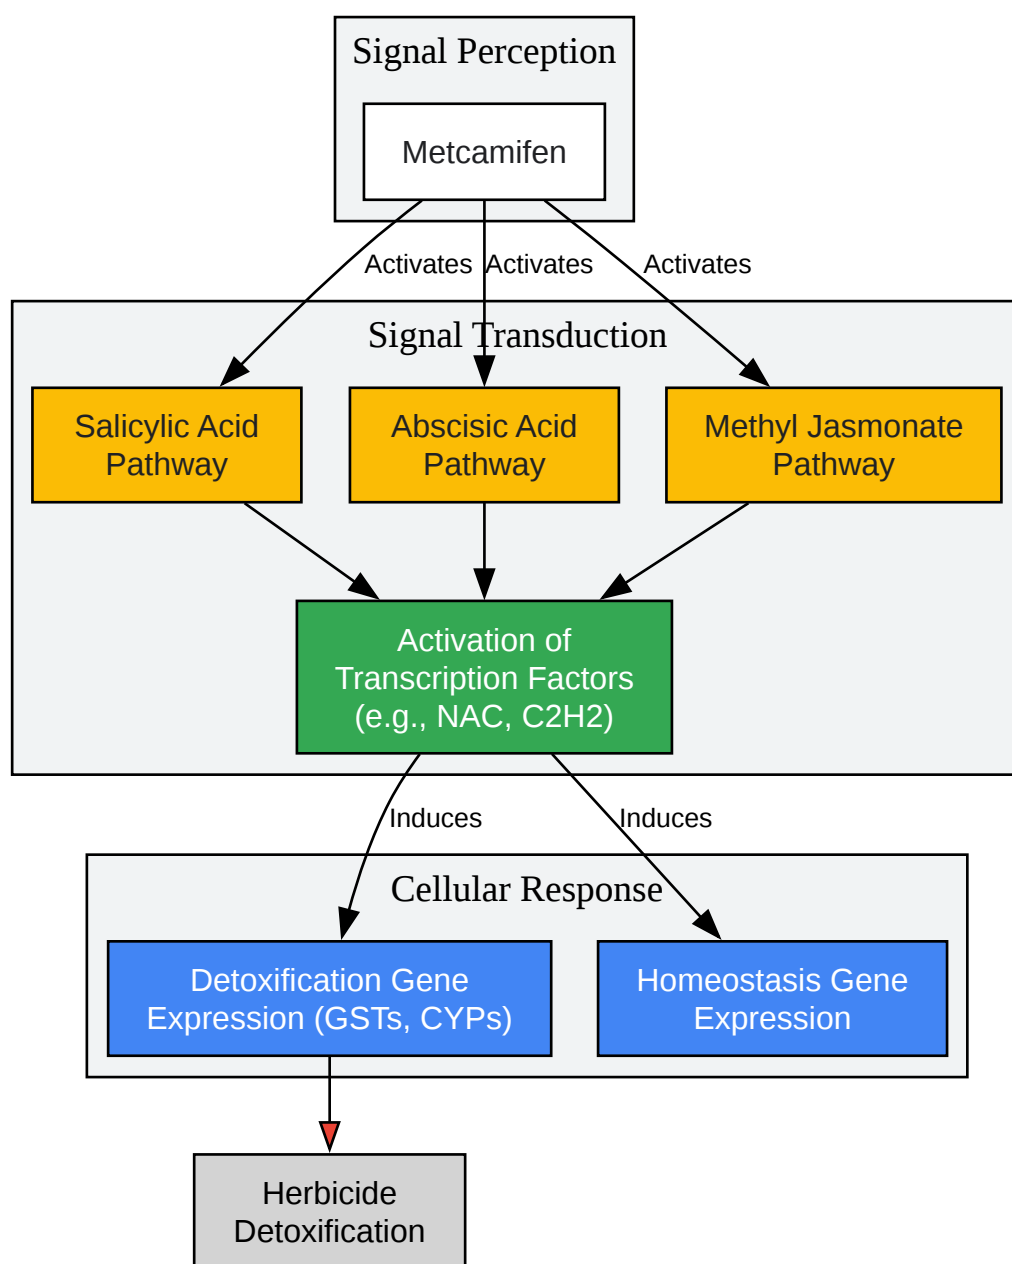 Signal Perception
Metcamifen
Activates
Activates
Activates
Signal Transduction
Salicylic Acid
Pathway
Abscisic Acid
Pathway
Methyl Jasmonate
Pathway
Activation of
Transcription Factors
(e.g., NAC, C2H2)
Induces
Induces
Cellular Response
Detoxification Gene
Expression (GSTs, CYPs)
Homeostasis Gene
Expression
Herbicide
Detoxification